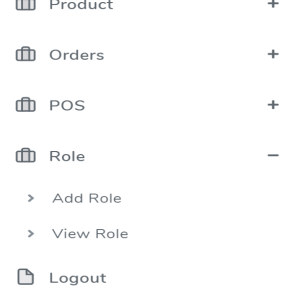 Product +
Orders +
POS +
Role −
> Add Role
> View Role
Logout